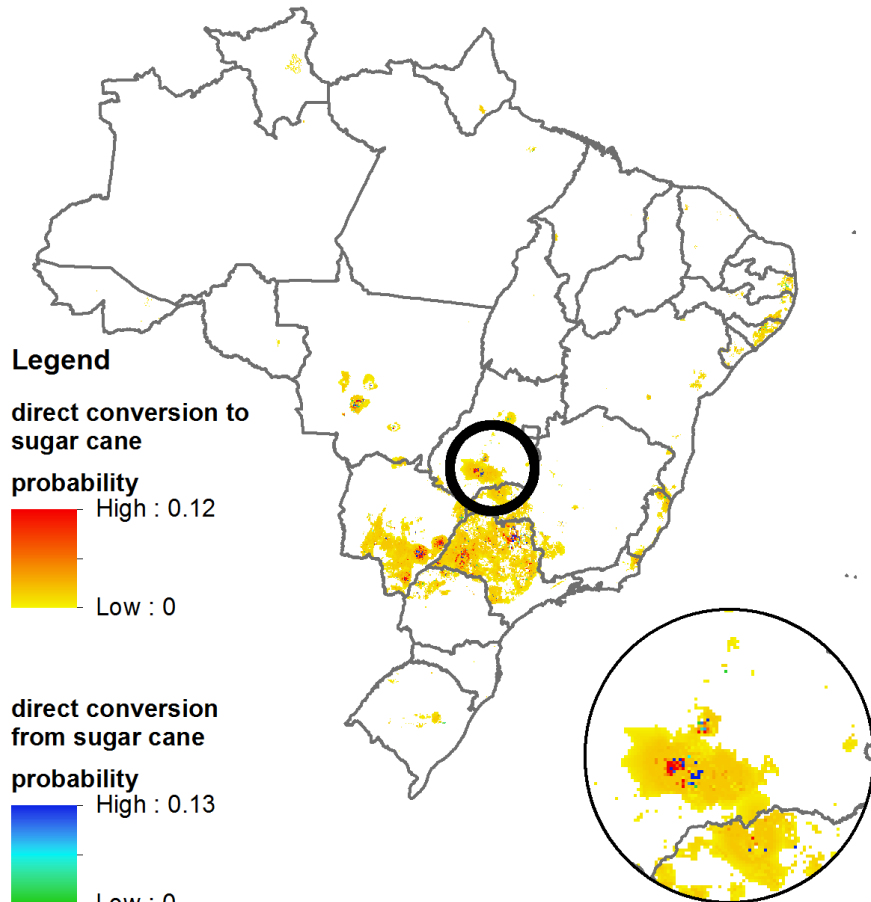 Legend
direct conversion to
sugar cane
probability
High : 0.12
Low : 0
direct conversion
from sugar cane
probability
High : 0.13
Low : 0